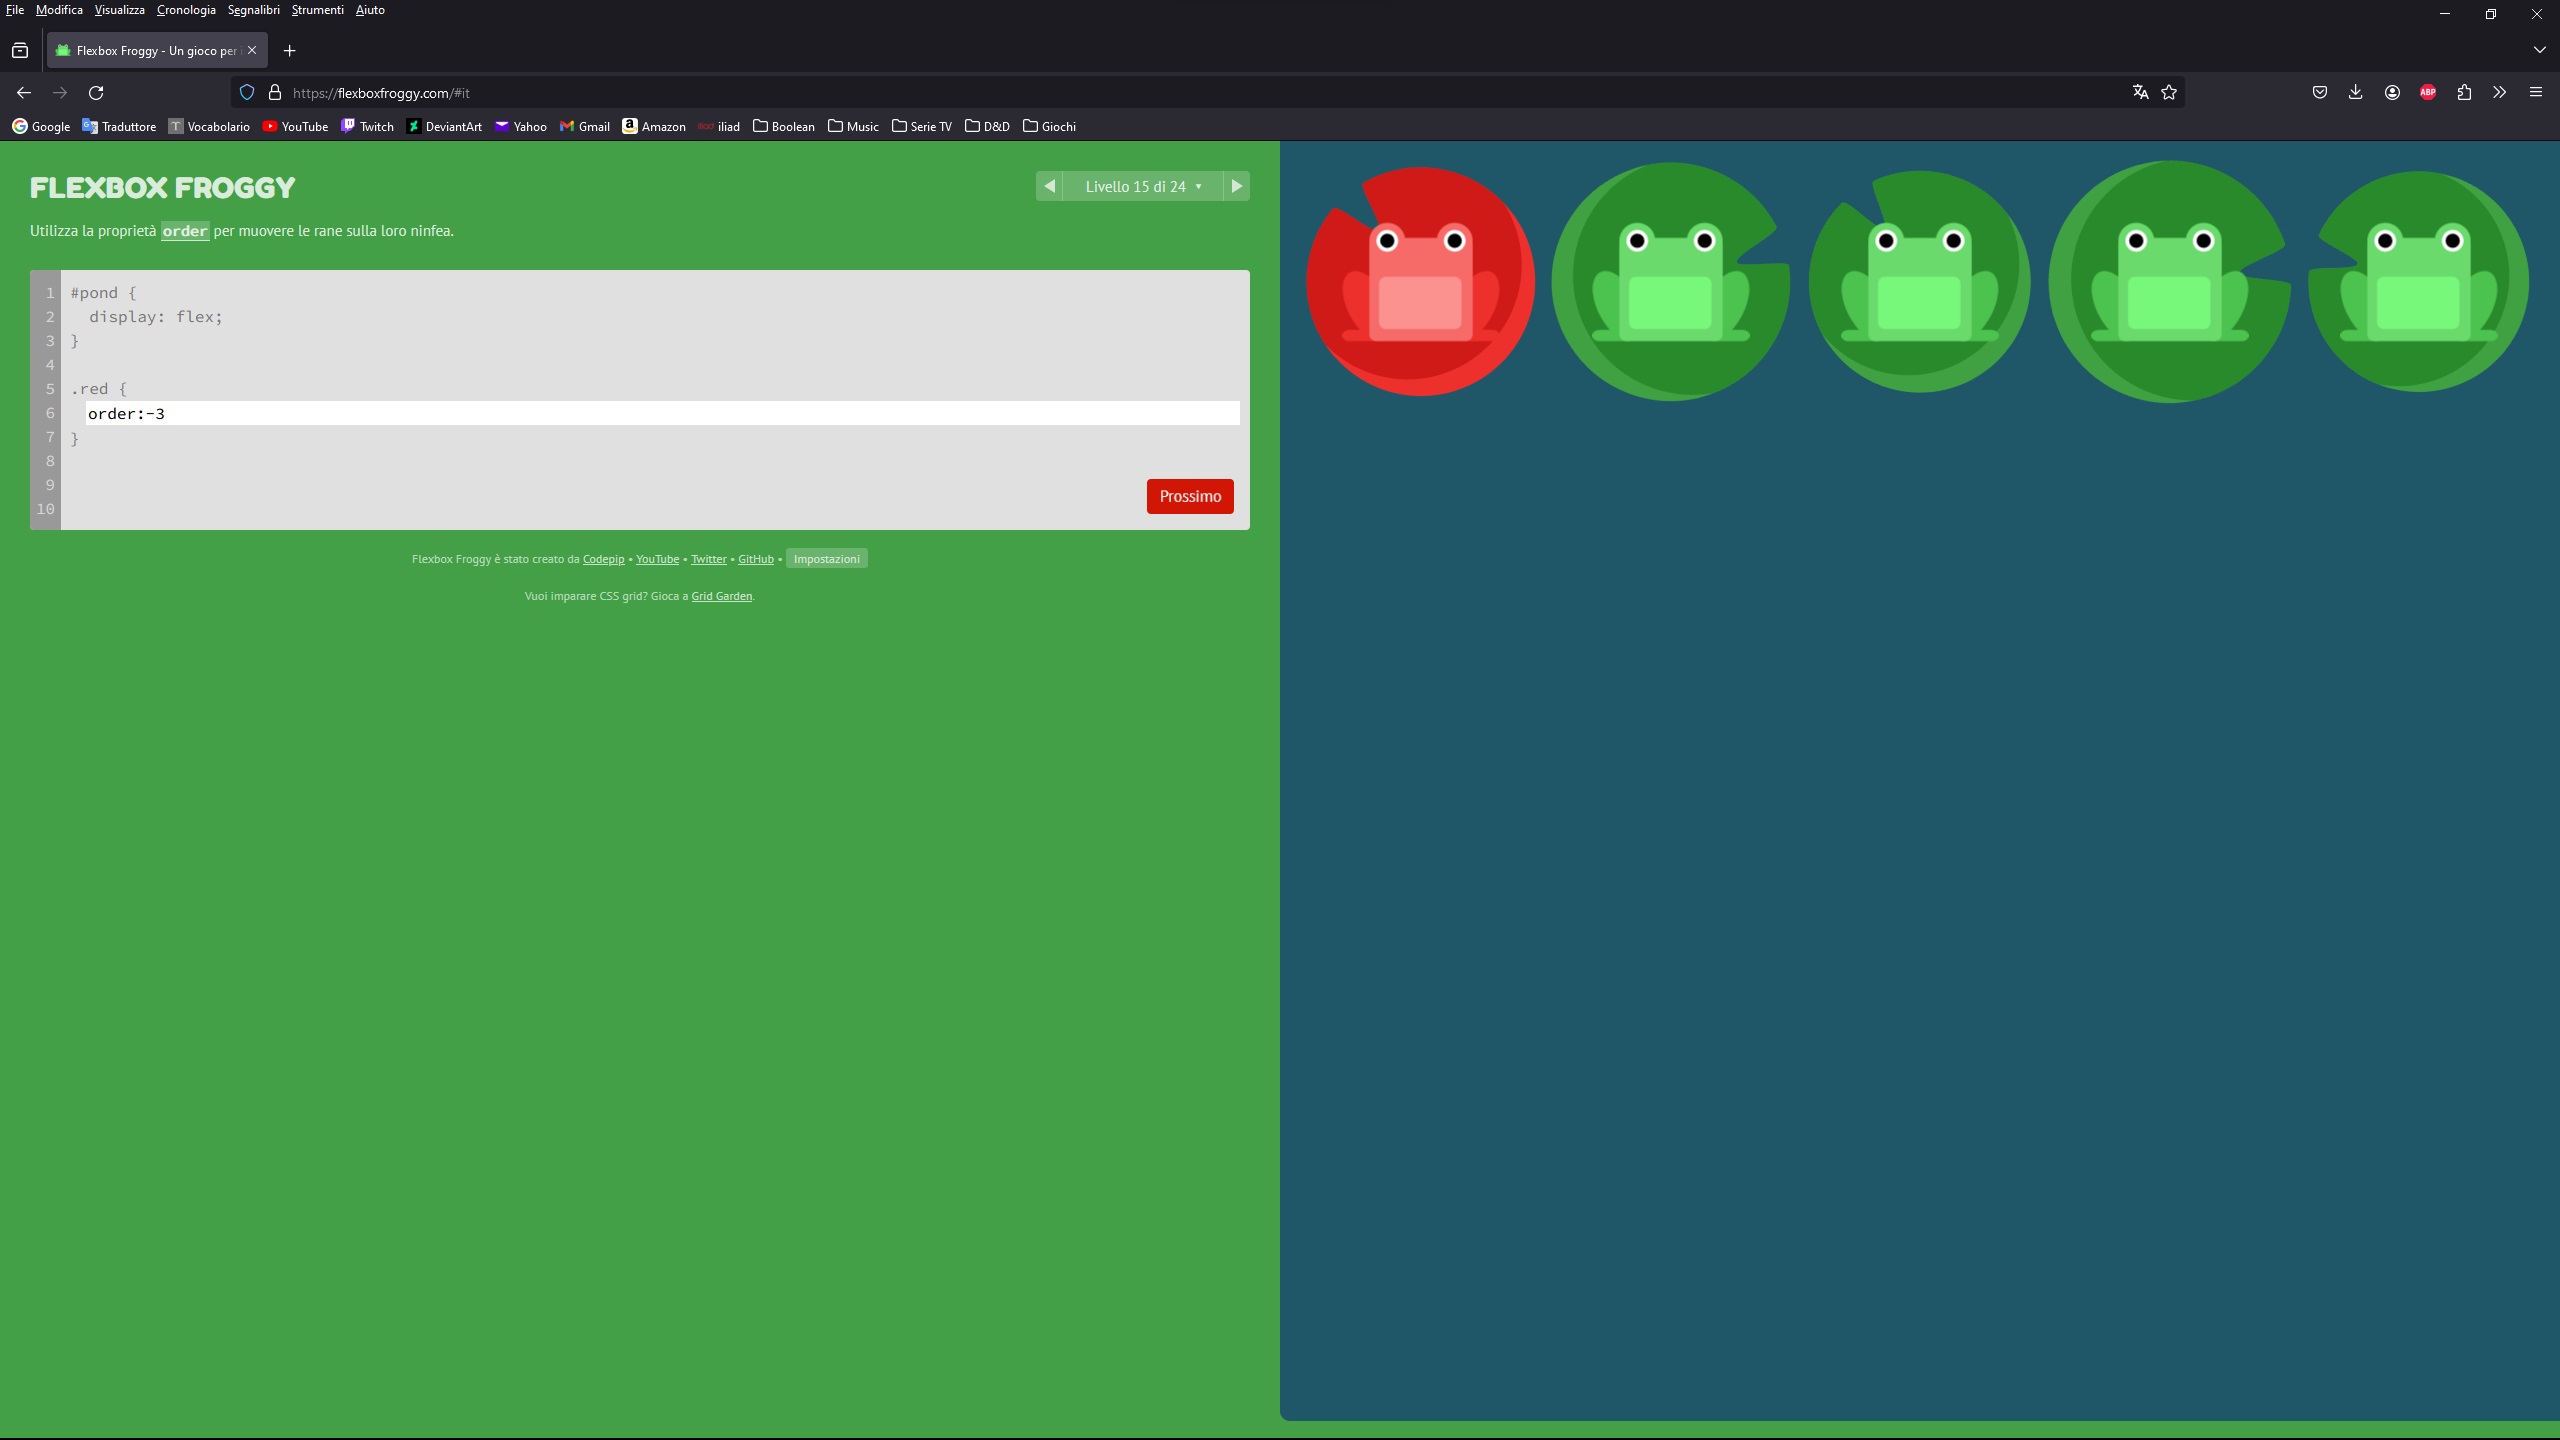 File Modifica Visualizza Cronologia Segnalibri Strumenti Aiuto
Flexbox Froggy - Un gioco per i
https://flexboxfroggy.com/#it
ABP
Google Traduttore T Vocabolario YouTube Twitch DeviantArt Yahoo Gmail Amazon iliad iliad Boolean Music Serie TV D&D Giochi
FLEXBOX FROGGY
Livello 15 di 24 ▾
Utilizza la proprietà order per muovere le rane sulla loro ninfea.
1 #pond {
2 display: flex;
3 }
4
5 .red {
6 order:-3
7 }
8
9
10
Prossimo
Flexbox Froggy è stato creato da Codepip • YouTube • Twitter • GitHub • Impostazioni
Vuoi imparare CSS grid? Gioca a Grid Garden.